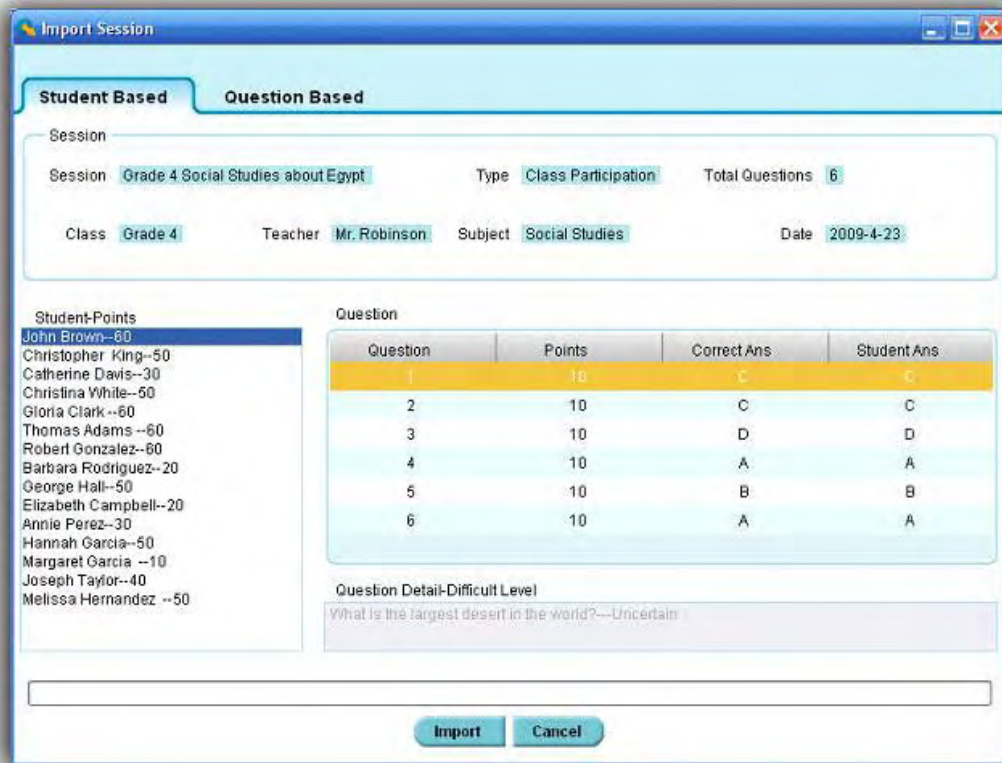 Import Session
Student Based Question Based
Session
Session Grade 4 Social Studies about Egypt Type Class Participation Total Questions 6
Class Grade 4 Teacher Mr. Robinson Subject Social Studies Date 2009-4-23
Student-Points
John Brown--60
Christopher King--50
Catherine Davis--30
Christina White--50
Gloria Clark --60
Thomas Adams --60
Robert Gonzalez--60
Barbara Rodriguez--20
George Hall--50
Elizabeth Campbell--20
Annie Perez--30
Hannah Garcia--50
Margaret Garcia --10
Joseph Taylor--40
Melissa Hernandez --50
Question
Question Points Correct Ans Student Ans
1 10 C C
2 10 C C
3 10 D D
4 10 A A
5 10 B B
6 10 A A
Question Detail-Difficult Level
What is the largest desert in the world?---Uncertain
Import Cancel